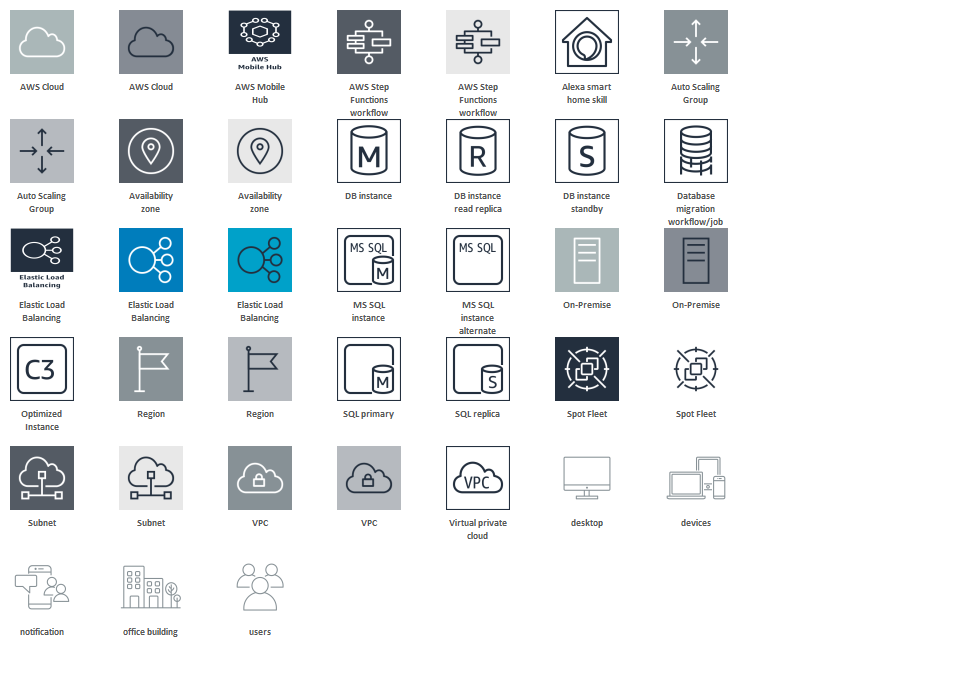 AWS
Mobile Hub
AWS Cloud
AWS Cloud
AWS Mobile
Hub
AWS Step
Functions
workflow
AWS Step
Functions
workflow
Alexa smart
home skill
Auto Scaling
Group
M
R
S
Auto Scaling
Group
Availability
zone
Availability
zone
DB instance
DB instance
read replica
DB instance
standby
Database
migration
workflow/job
Elastic Load
Balancing
MS SQL
M
MS SQL
Elastic Load
Balancing
Elastic Load
Balancing
Elastic Load
Balancing
MS SQL
instance
MS SQL
instance
alternate
On-Premise
On-Premise
C3
M
S
Optimized
Instance
Region
Region
SQL primary
SQL replica
Spot Fleet
Spot Fleet
VPC
Subnet
Subnet
VPC
VPC
Virtual private
cloud
desktop
devices
notification
office building
users